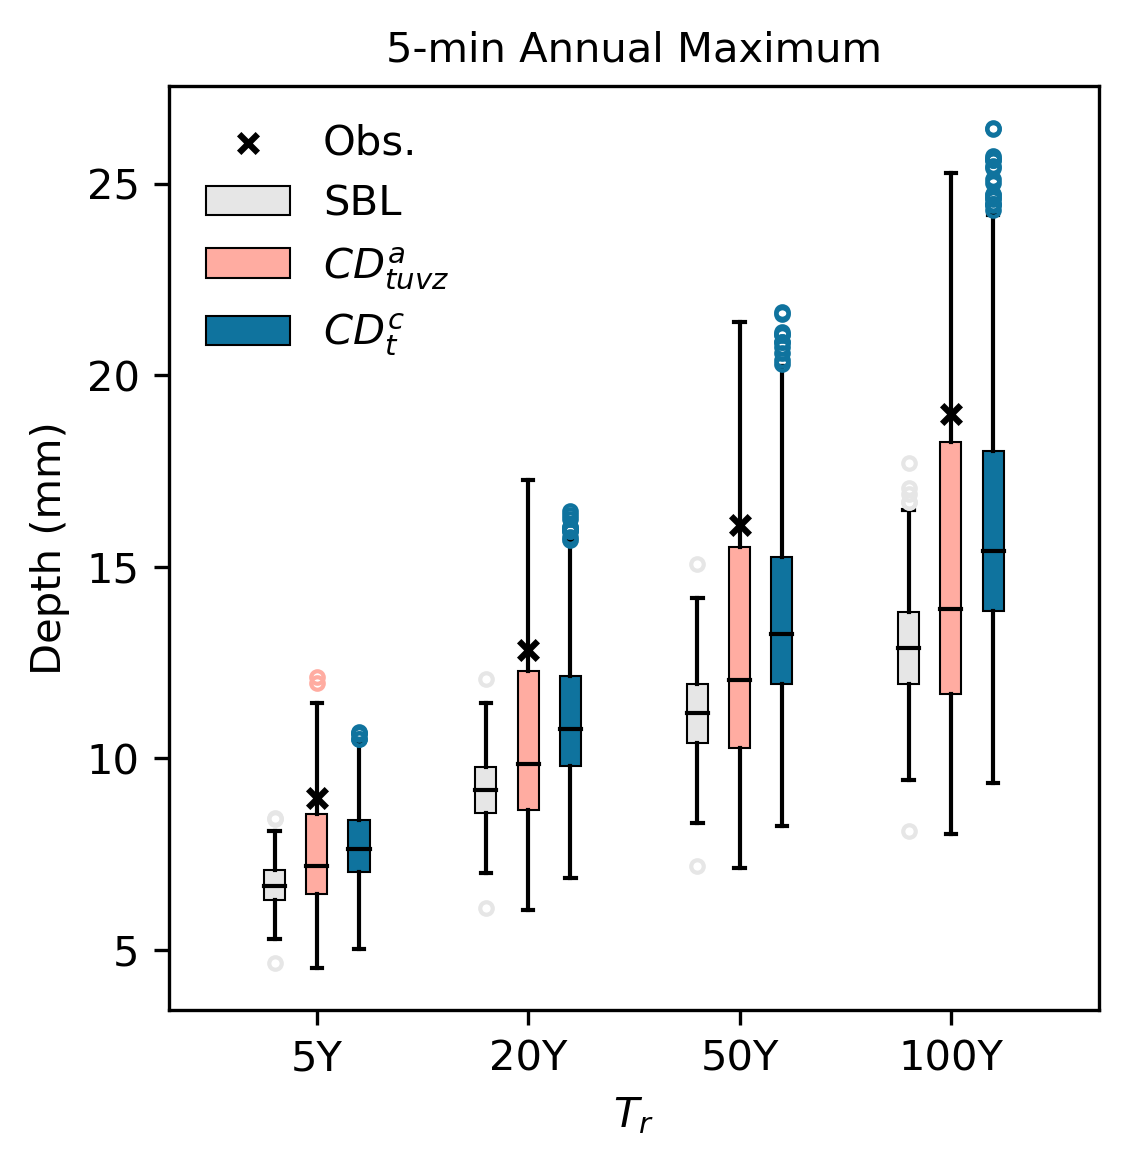 5-min Annual Maximum
Obs.
SBL
CD^a_tuvz
CD^c_t
25
20
15
10
5
Depth (mm)
5Y
20Y
50Y
100Y
T_r